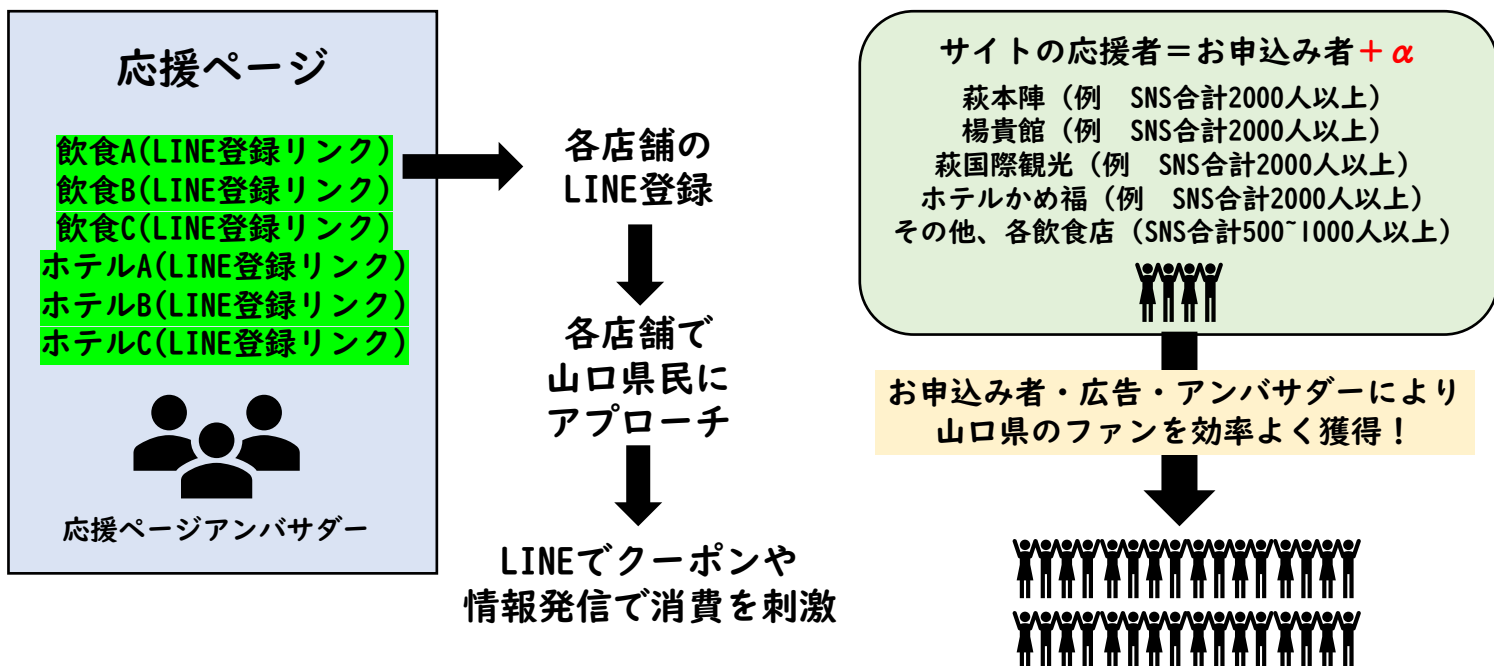 応援ページ
飲食A(LINE登録リンク)
飲食B(LINE登録リンク)
飲食C(LINE登録リンク)
ホテルA(LINE登録リンク)
ホテルB(LINE登録リンク)
ホテルC(LINE登録リンク)
応援ページアンバサダー
各店舗の
LINE登録
各店舗で
山口県民に
アプローチ
LINEでクーポンや
情報発信で消費を刺激
サイトの応援者＝お申込み者＋α
萩本陣（例　SNS合計2000人以上）
楊貴館（例　SNS合計2000人以上）
萩国際観光（例　SNS合計2000人以上）
ホテルかめ福（例　SNS合計2000人以上）
その他、各飲食店（SNS合計500~1000人以上）
お申込み者・広告・アンバサダーにより
山口県のファンを効率よく獲得！